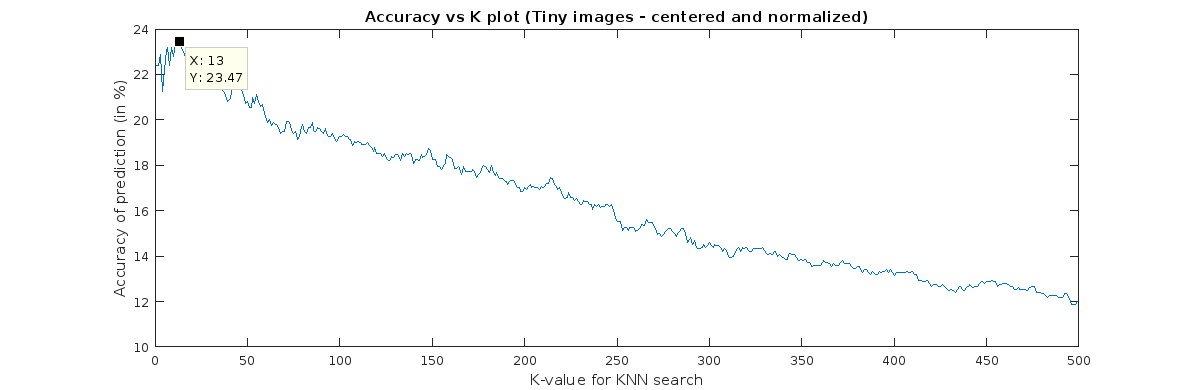 Accuracy vs K plot (Tiny images - centered and normalized)
Accuracy of prediction (in %)
24
22
20
18
16
14
12
10
X: 13
Y: 23.47
0 50 100 150 200 250 300 350 400 450 500
K-value for KNN search